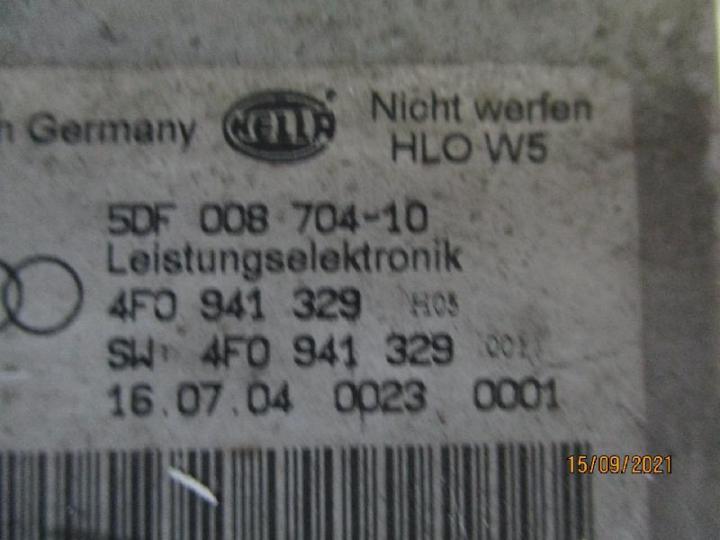 Germany HELLA ® Nicht werfen
HLO W5
5DF 008 704-10
Leistungselektronik
4F0 941 329 H05
SW: 4F0 941 329
16.07.04 0023 0001
15/09/2021